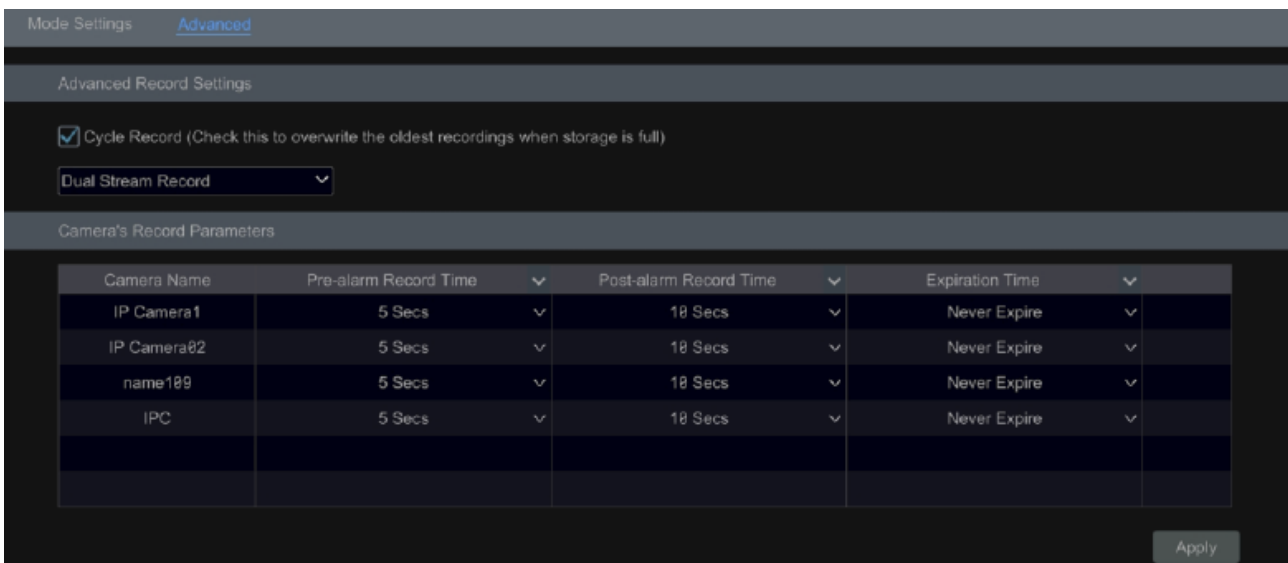 Mode Settings Advanced
Advanced Record Settings
Cycle Record (Check this to overwrite the oldest recordings when storage is full)
Dual Stream Record
Camera's Record Parameters
Camera Name Pre-alarm Record Time Post-alarm Record Time Expiration Time
IP Camera1 5 Secs 10 Secs Never Expire
IP Camera02 5 Secs 10 Secs Never Expire
name109 5 Secs 10 Secs Never Expire
IPC 5 Secs 10 Secs Never Expire
Apply